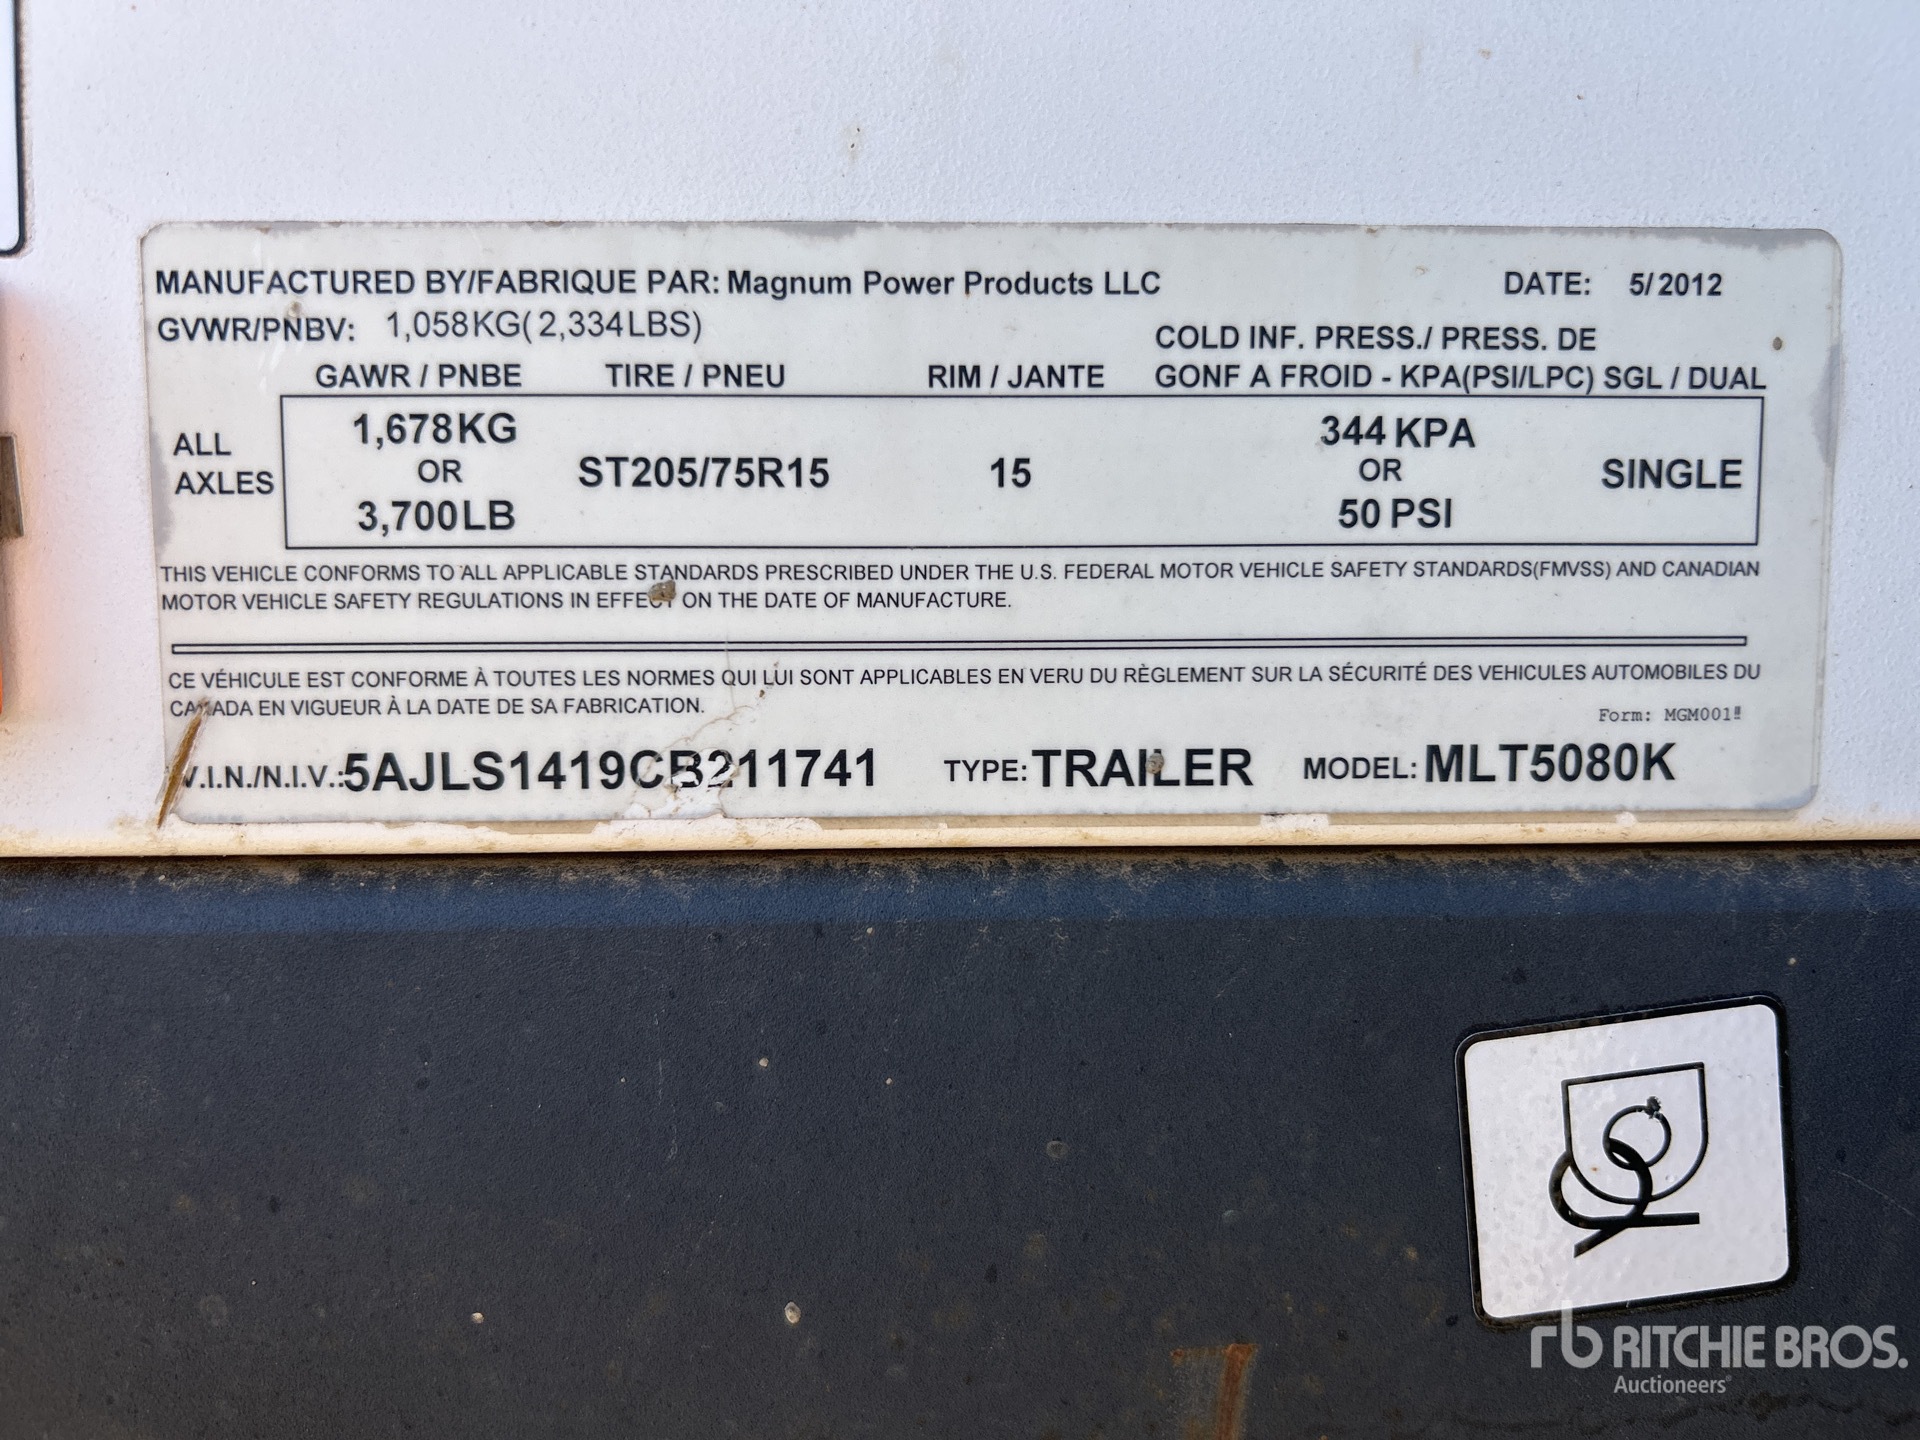 MANUFACTURED BY/FABRIQUE PAR: Magnum Power Products LLC DATE: 5/2012
GVWR/PNBV: 1,058KG(2,334LBS)
COLD INF. PRESS./ PRESS. DE
GAWR / PNBE TIRE / PNEU RIM / JANTE GONF A FROID - KPA(PSI/LPC) SGL / DUAL
ALL AXLES 1,678KG OR 3,700LB ST205/75R15 15 344 KPA OR 50 PSI SINGLE
THIS VEHICLE CONFORMS TO ALL APPLICABLE STANDARDS PRESCRIBED UNDER THE U.S. FEDERAL MOTOR VEHICLE SAFETY STANDARDS(FMVSS) AND CANADIAN
MOTOR VEHICLE SAFETY REGULATIONS IN EFFECT ON THE DATE OF MANUFACTURE.
CE VÉHICULE EST CONFORME À TOUTES LES NORMES QUI LUI SONT APPLICABLES EN VERU DU RÈGLEMENT SUR LA SÉCURITÉ DES VEHICULES AUTOMOBILES DU
CANADA EN VIGUEUR À LA DATE DE SA FABRICATION.
Form:
V.I.N./N.I.V.:5AJLS1419CB211741 TYPE: TRAILER MODEL: MLT5080K
rb RITCHIE BROS.
Auctioneers